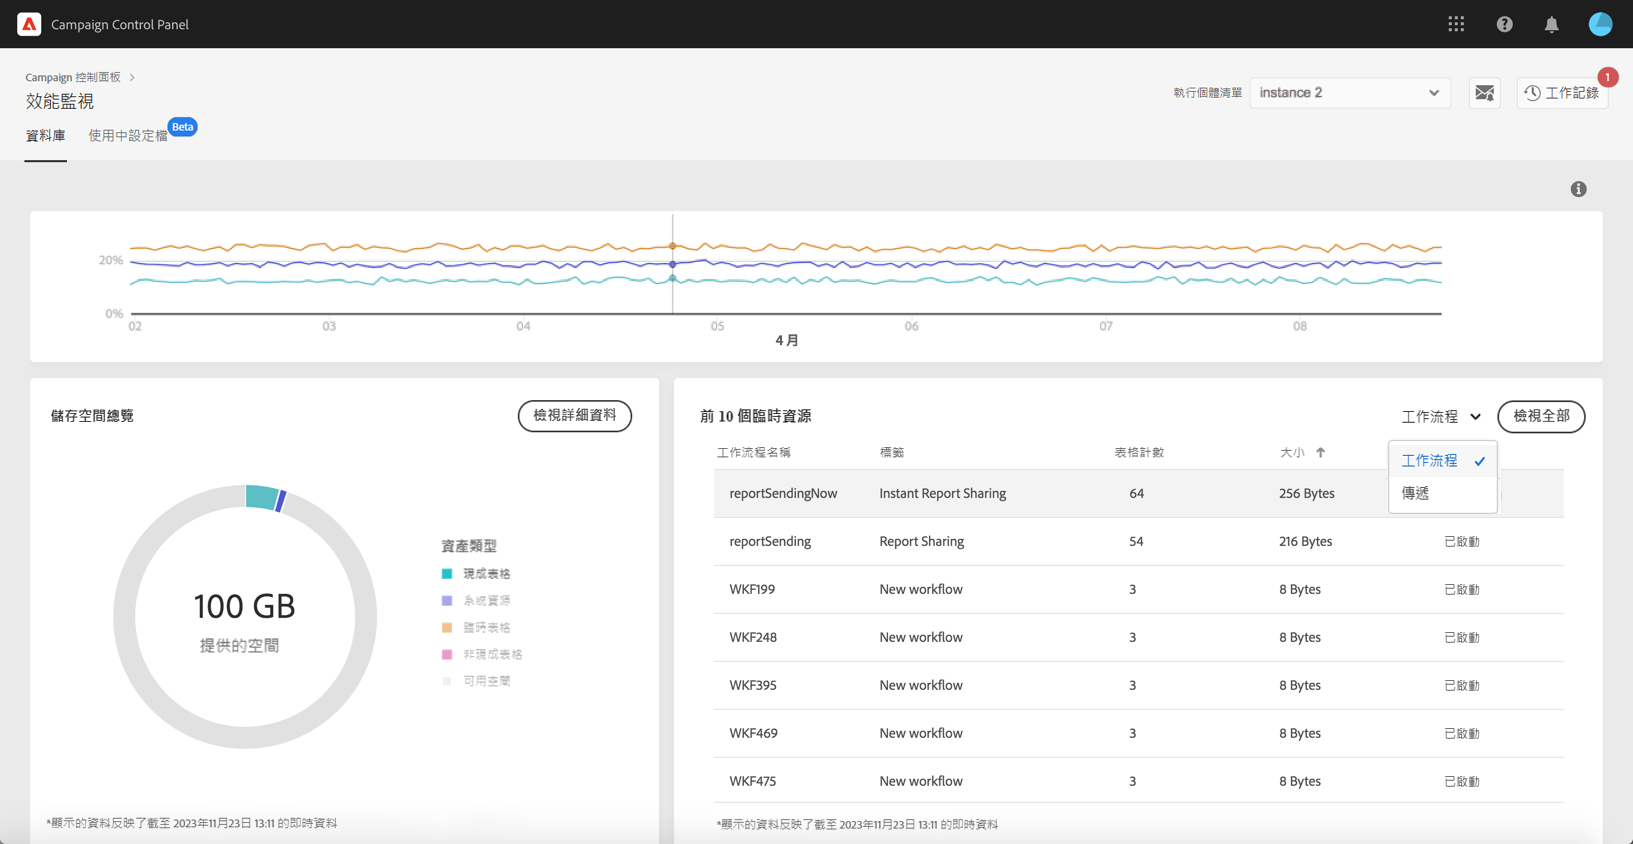 Campaign Control Panel
Campaign 控制面板
效能監視
執行個體清單
instance 2
工作記錄
1
資料庫
使用中設定檔
Beta
20%
0%
02
03
04
05
06
07
08
4 月
儲存空間總覽
檢視詳細資料
100 GB
提供的空間
資產類型
現成表格
系統資源
臨時表格
非現成表格
可用空間
*顯示的資料反映了截至 2023年11月23日 13:11 的即時資料
前 10 個臨時資源
工作流程
檢視全部
工作流程
傳遞
工作流程名稱 標籤 表格計數 大小
reportSendingNow Instant Report Sharing 64 256 Bytes
reportSending Report Sharing 54 216 Bytes 已啟動
WKF199 New workflow 3 8 Bytes 已啟動
WKF248 New workflow 3 8 Bytes 已啟動
WKF395 New workflow 3 8 Bytes 已啟動
WKF469 New workflow 3 8 Bytes 已啟動
WKF475 New workflow 3 8 Bytes 已啟動
*顯示的資料反映了截至 2023年11月23日 13:11 的即時資料